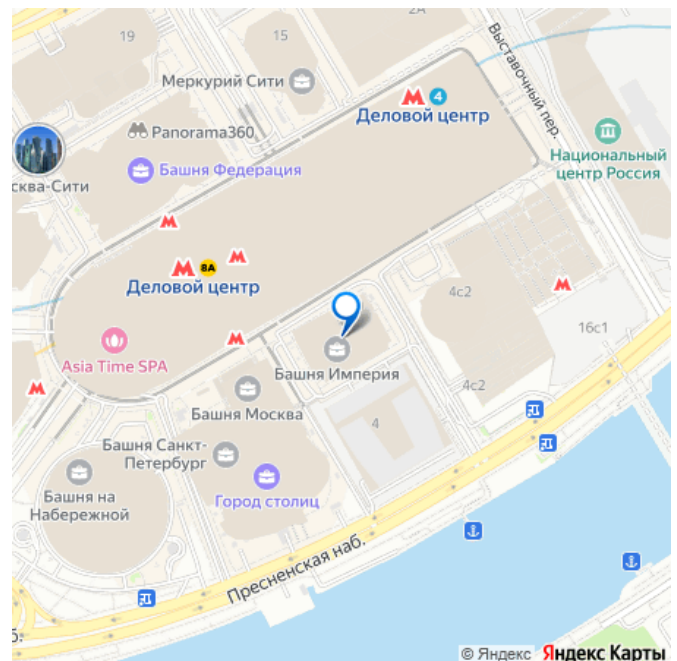 2А
19
15
Выставочный пер.
Меркурий Сити
4
Деловой центр
Panorama360
Национальный
центр Россия
Башня Федерация
сква-Сити
8А
Деловой центр
4с2
16с1
Asia Time SPA
Башня Империя
4с2
Башня Москва
4
Башня Санкт-
Петербург
Башня на
Набережной
Город столиц
Пресненская наб.
б.
© Яндекс Яндекс Карты